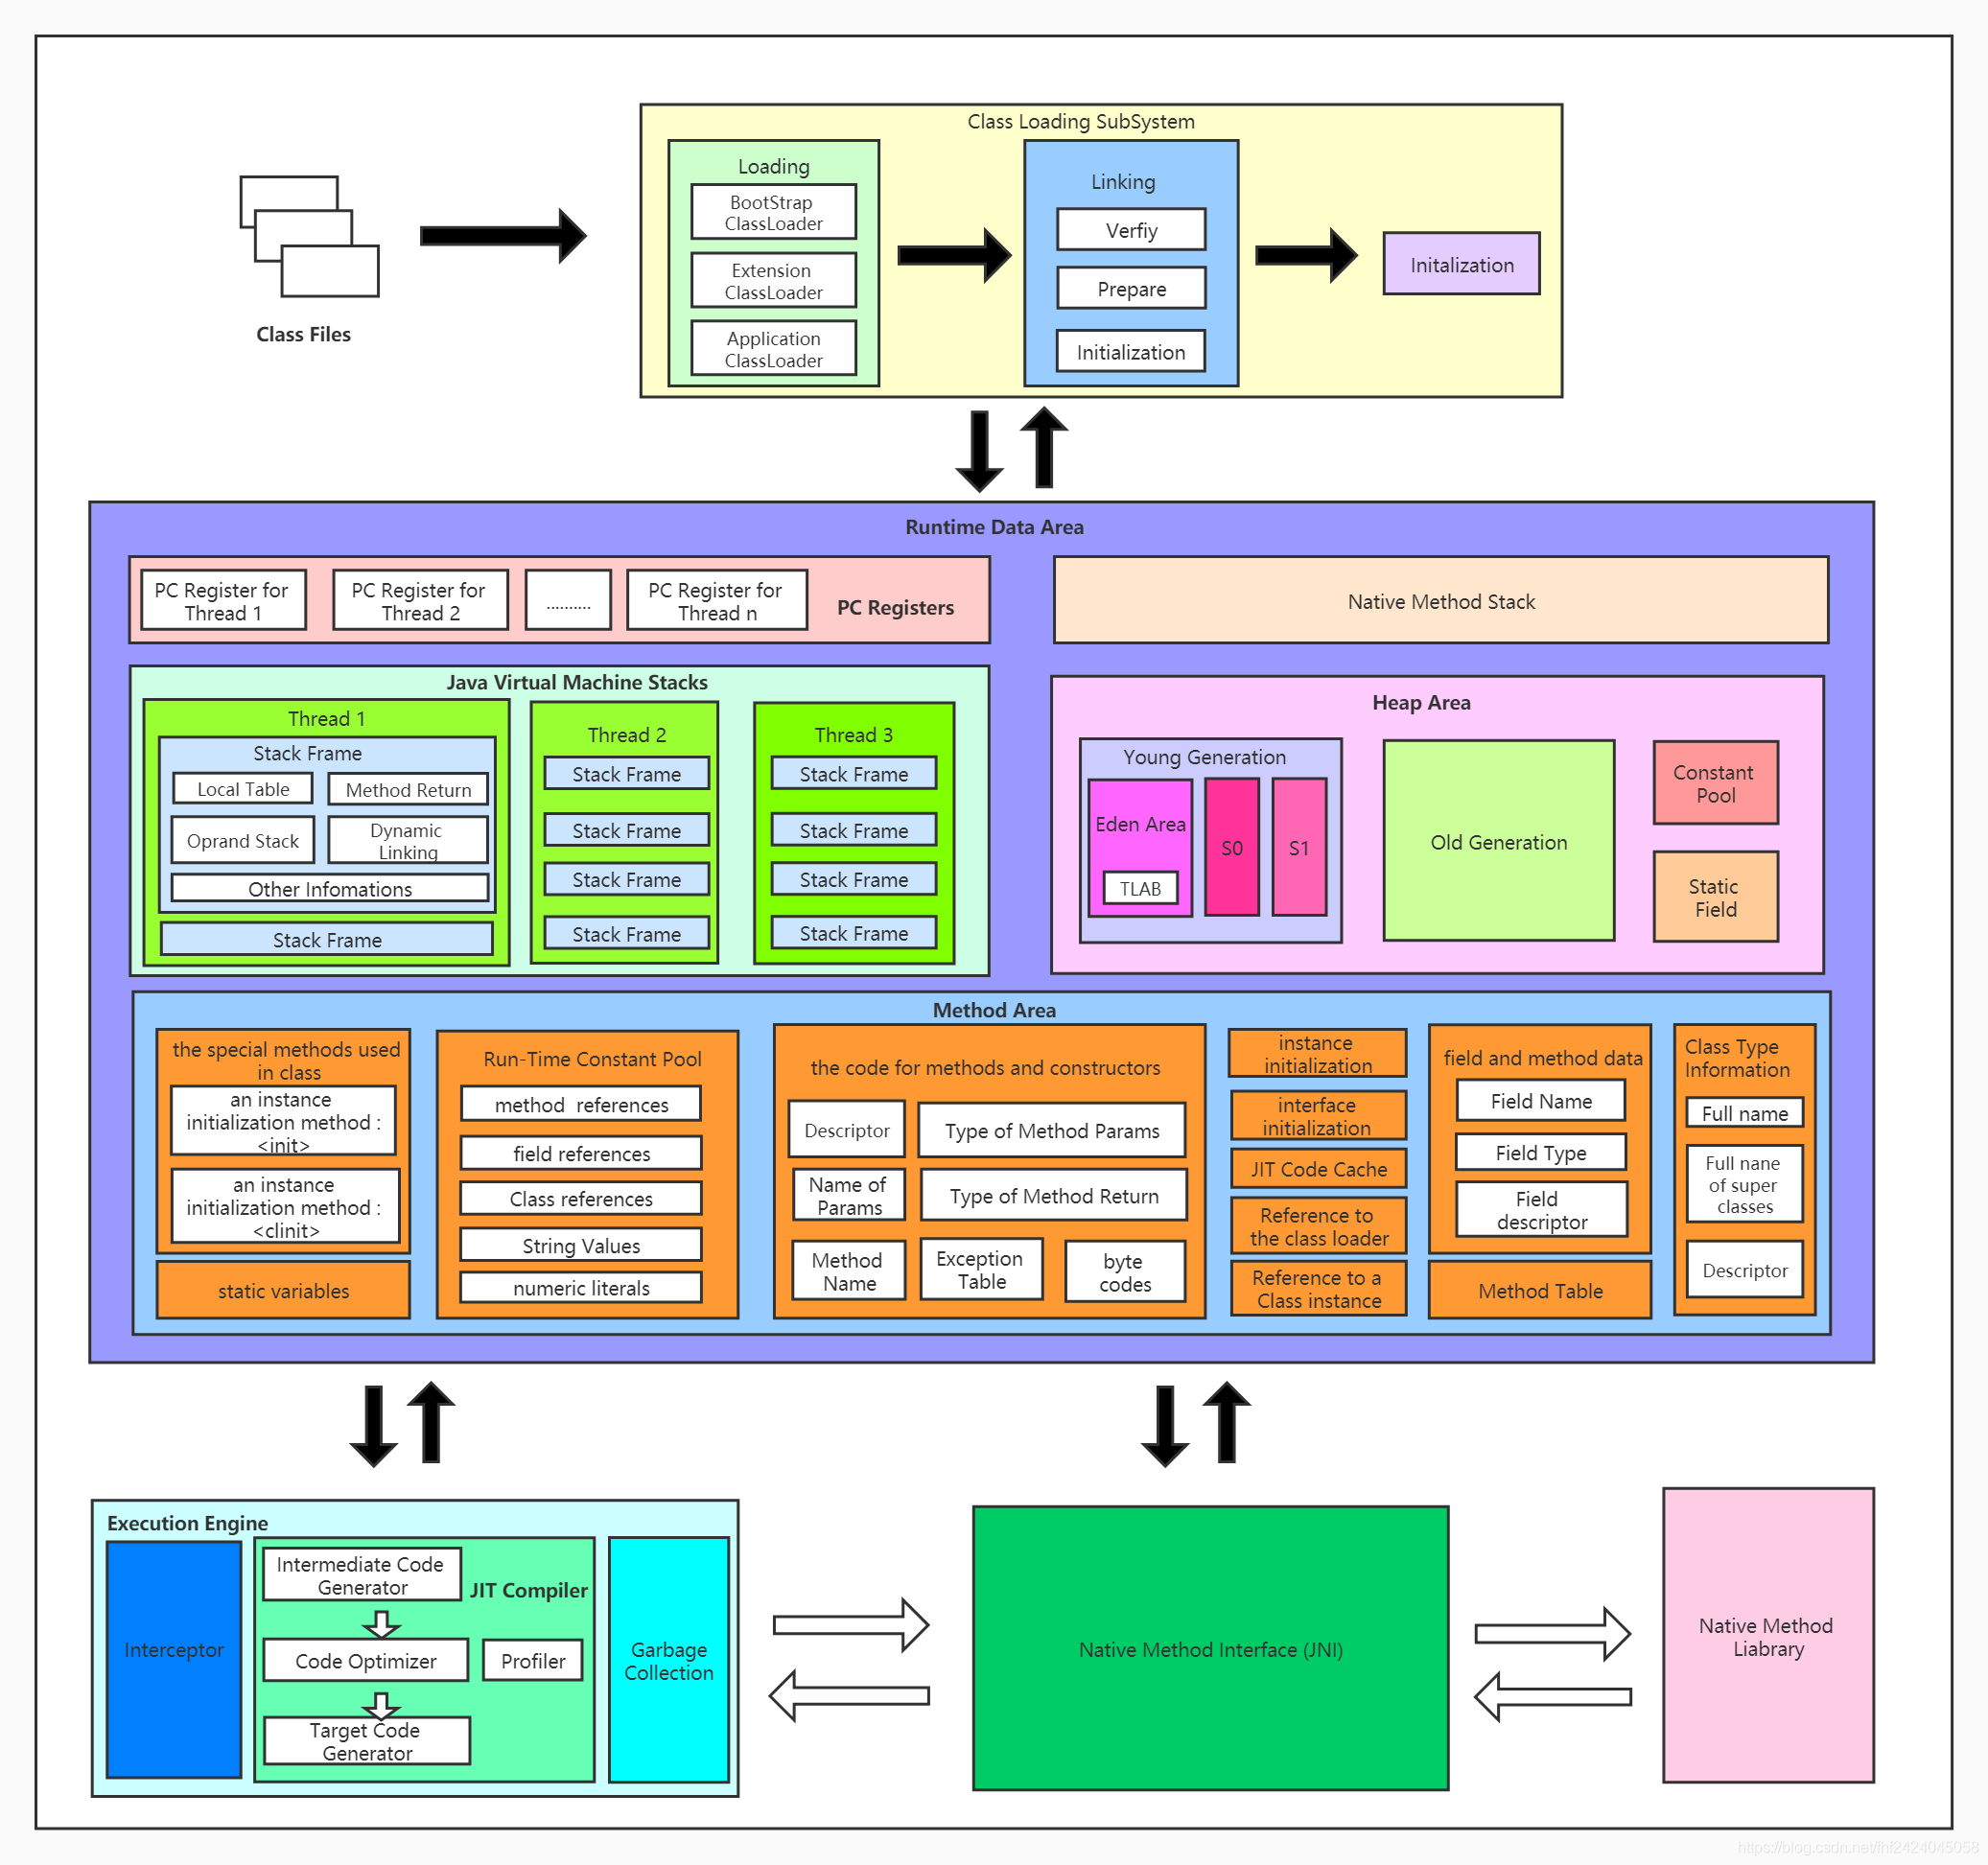 Class Loading SubSystem
Loading
BootStrap
ClassLoader
Extension
ClassLoader
Application
ClassLoader
Linking
Verfiy
Prepare
Initialization
Initalization
Class Files
Runtime Data Area
PC Register for
Thread 1
PC Register for
Thread 2
..........
PC Register for
Thread n
PC Registers
Native Method Stack
Java Virtual Machine Stacks
Thread 1
Stack Frame
Local Table
Method Return
Oprand Stack
Dynamic
Linking
Other Infomations
Stack Frame
Thread 2
Stack Frame
Stack Frame
Stack Frame
Stack Frame
Thread 3
Stack Frame
Stack Frame
Stack Frame
Stack Frame
Heap Area
Young Generation
Eden Area
TLAB
S0
S1
Old Generation
Constant
Pool
Static
Field
Method Area
the special methods used
in class
an instance
initialization method :
<init>
an instance
initialization method :
<clinit>
static variables
Run-Time Constant Pool
method references
field references
Class references
String Values
numeric literals
the code for methods and constructors
Descriptor
Type of Method Params
Name of
Params
Type of Method Return
Method
Name
Exception
Table
byte
codes
instance
initialization
interface
initialization
JIT Code Cache
Reference to
the class loader
Reference to a
Class instance
field and method data
Field Name
Field Type
Field
descriptor
Method Table
Class Type
Information
Full name
Full nane
of super
classes
Descriptor
Execution Engine
Interceptor
Intermediate Code
Generator
JIT Compiler
Code Optimizer
Profiler
Target Code
Generator
Garbage
Collection
Native Method Interface (JNI)
Native Method
Liabrary
https://blog.csdn.net/fhf2424045058